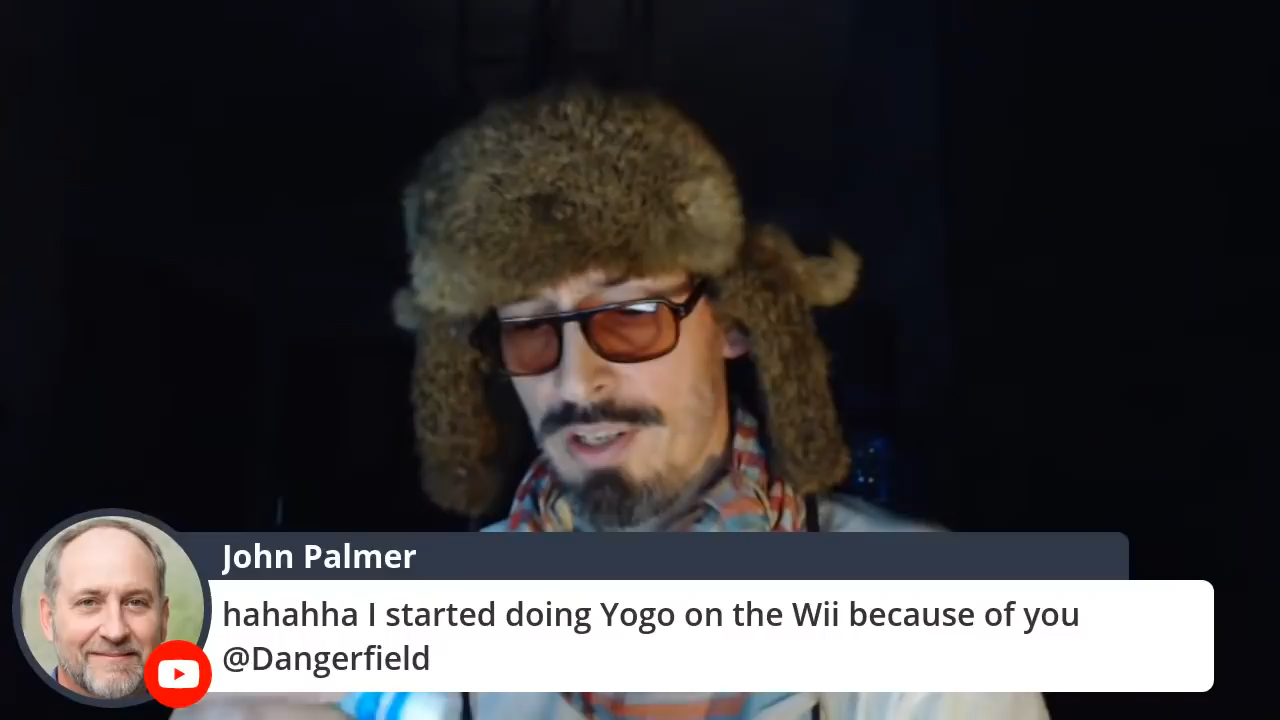 John Palmer
hahahha I started doing Yogo on the Wii because of you
@Dangerfield